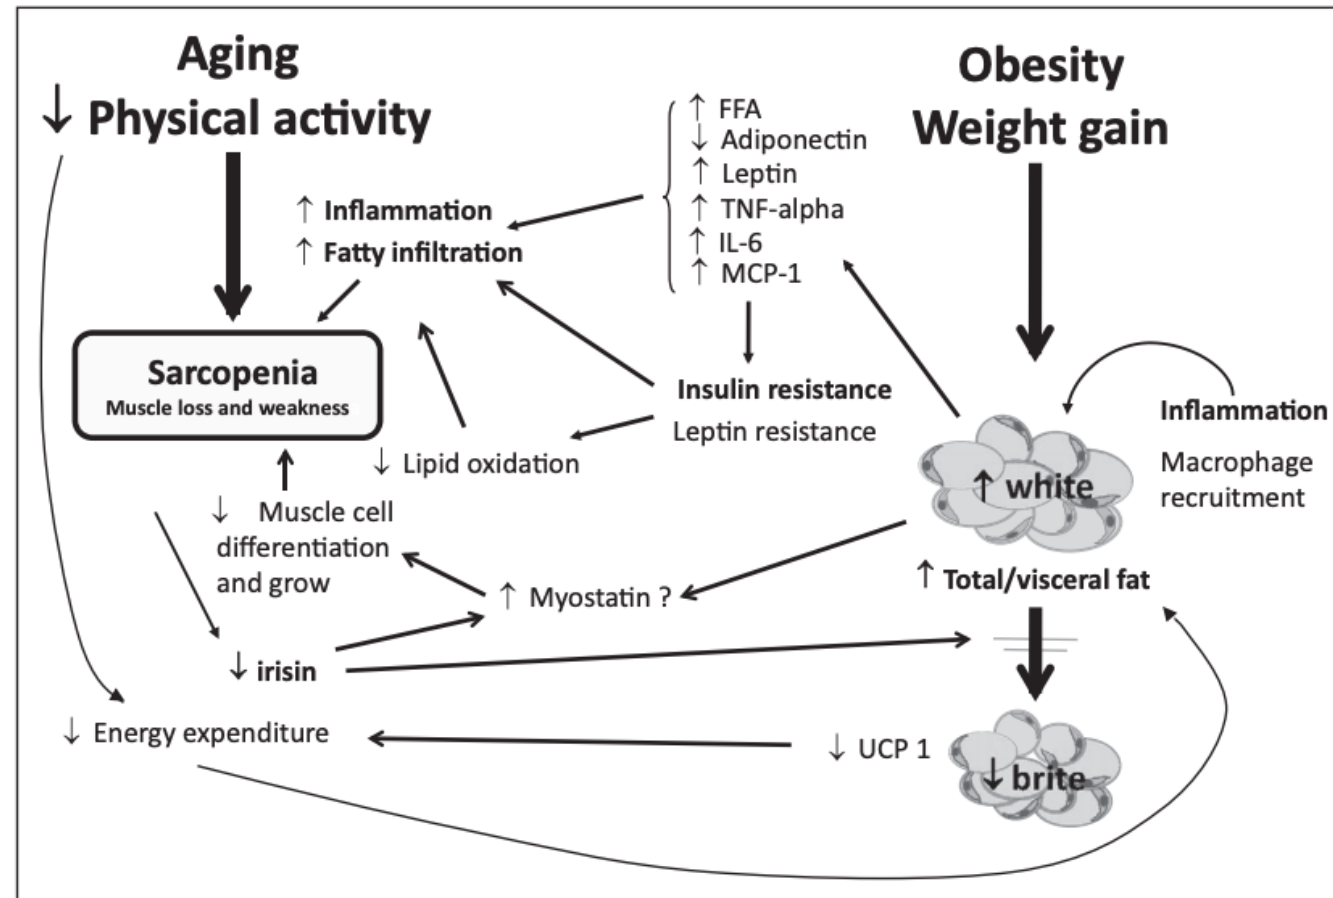 Aging
↓ Physical activity
Obesity
Weight gain
↑ FFA
↓ Adiponectin
↑ Leptin
↑ TNF-alpha
↑ IL-6
↑ MCP-1
↑ Inflammation
↑ Fatty infiltration
Sarcopenia
Muscle loss and weakness
Insulin resistance
Leptin resistance
↓ Lipid oxidation
Inflammation
Macrophage
recruitment
↑ white
↑ Total/visceral fat
↓ Muscle cell
differentiation
and grow
↑ Myostatin ?
↓ irisin
↓ Energy expenditure
↓ UCP 1
↓ brite